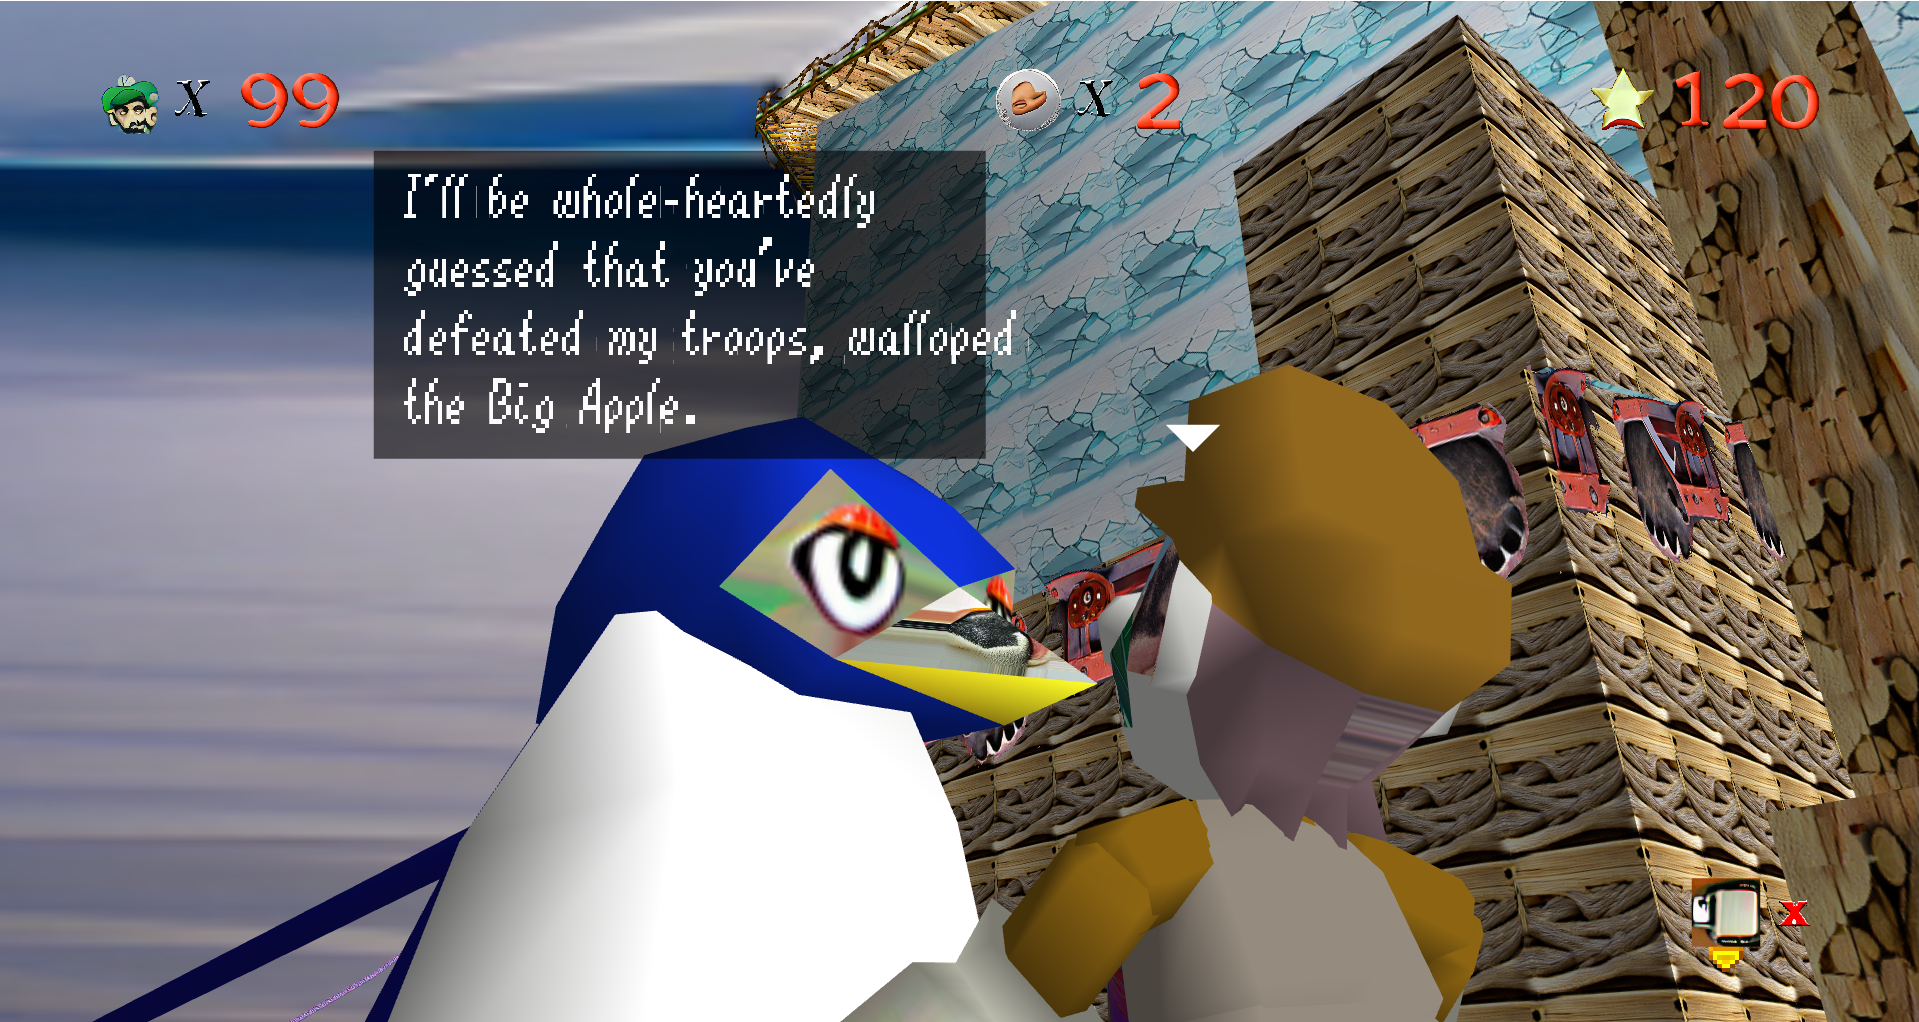 X 99
X 2
120
I'll be whole-heartedly
guessed that you've
defeated my troops, walloped
the Big Apple.
X